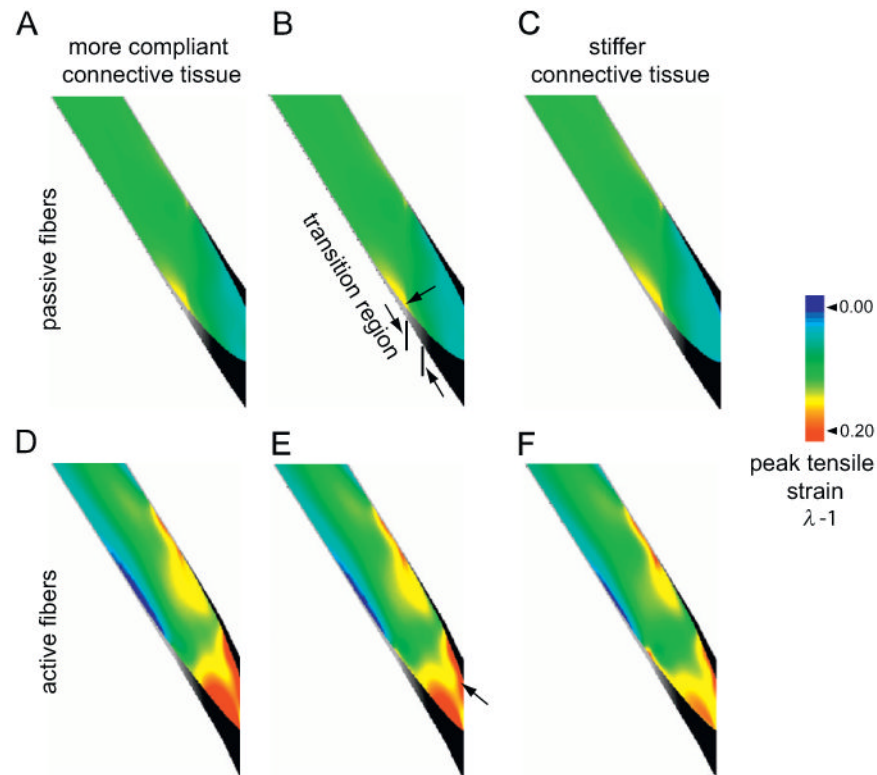 A
B
C
more compliant
connective tissue
stiffer
connective tissue
passive fibers
transition region
0.00
0.20
peak tensile
strain
λ-1
D
E
F
active fibers